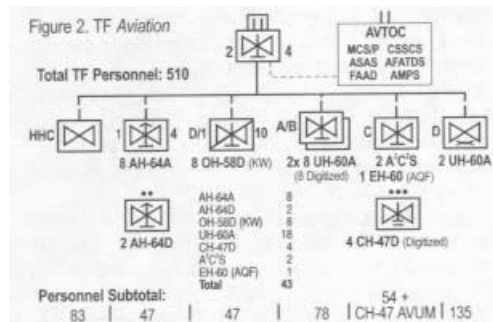 Figure 2. TF Aviation
2 4
AVTOC
MCS/P CSSCS
ASAS AFATDS
FAAD AMPS
Total TF Personnel: 510
HHC 1 4 D/1 10 A/B C D
8 AH-64A 8 OH-58D (KW) 2x 8 UH-60A 2 A²C²S 2 UH-60A
(8 Digitized) 1 EH-60 (AQF)
2 AH-64D
AH-64A 8
AH-64D 2
OH-58D (KW) 8
UH-60A 18
CH-47D 4
A²C²S 2
EH-60 (AQF) 1
Total 43
4 CH-47D (Digitized)
Personnel Subtotal:
83 | 47 | 47 | 78 | 54 + CH-47 AVUM | 135